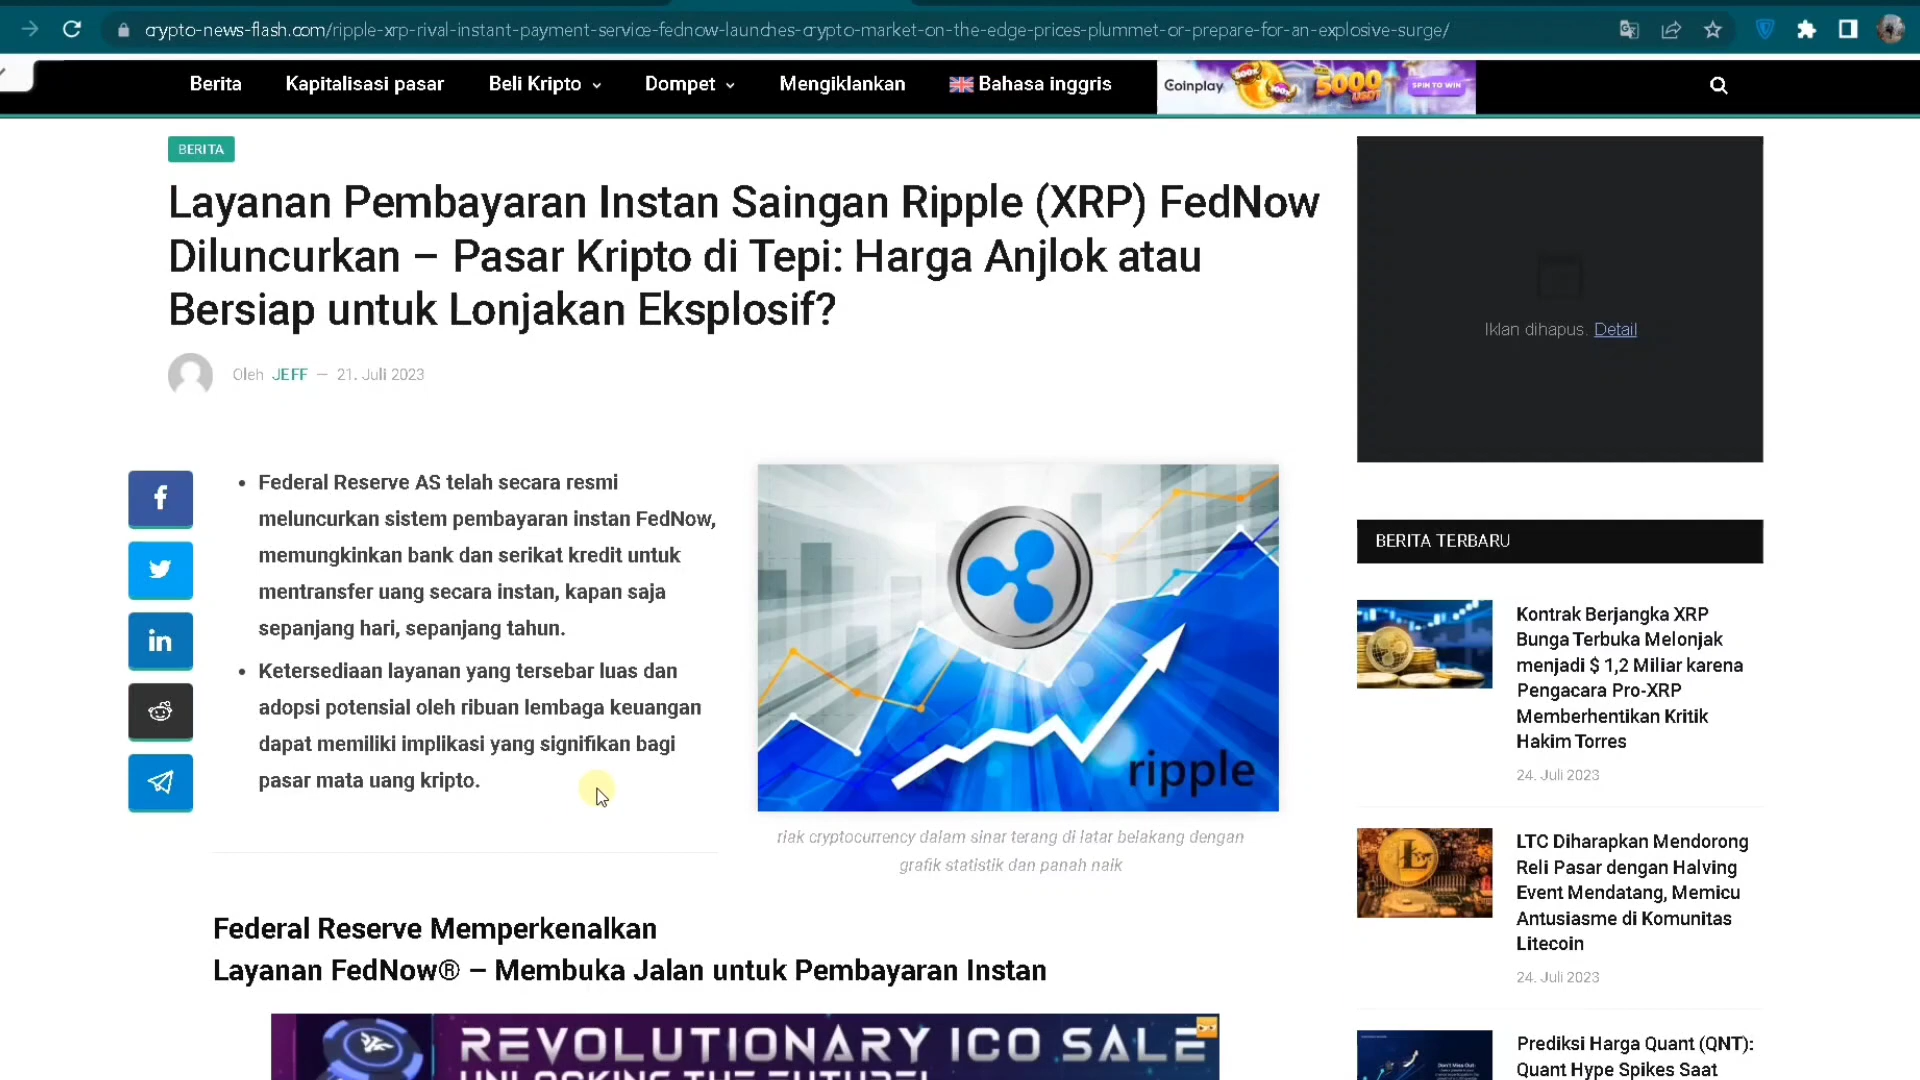 crypto-news-flash.com/ripple-xrp-rival-instant-payment-service-fednow-launches-crypto-market-on-the-edge-prices-plummet-or-prepare-for-an-explosive-surge/
Berita Kapitalisasi pasar Beli Kripto Dompet Mengiklankan Bahasa inggris
Coinplay 5000 SPIN TO WIN
BERITA
Layanan Pembayaran Instan Saingan Ripple (XRP) FedNow
Diluncurkan – Pasar Kripto di Tepi: Harga Anjlok atau
Bersiap untuk Lonjakan Eksplosif?
Oleh JEFF — 21. Juli 2023
Iklan dihapus. Detail
• Federal Reserve AS telah secara resmi
meluncurkan sistem pembayaran instan FedNow,
memungkinkan bank dan serikat kredit untuk
mentransfer uang secara instan, kapan saja
sepanjang hari, sepanjang tahun.
• Ketersediaan layanan yang tersebar luas dan
adopsi potensial oleh ribuan lembaga keuangan
dapat memiliki implikasi yang signifikan bagi
pasar mata uang kripto.
ripple
riak cryptocurrency dalam sinar terang di latar belakang dengan
grafik statistik dan panah naik
Federal Reserve Memperkenalkan
Layanan FedNow® – Membuka Jalan untuk Pembayaran Instan
REVOLUTIONARY ICO SALE
UNLOCKING THE FUTURE!
BERITA TERBARU
Kontrak Berjangka XRP
Bunga Terbuka Melonjak
menjadi $ 1,2 Miliar karena
Pengacara Pro-XRP
Memberhentikan Kritik
Hakim Torres
24. Juli 2023
LTC Diharapkan Mendorong
Reli Pasar dengan Halving
Event Mendatang, Memicu
Antusiasme di Komunitas
Litecoin
24. Juli 2023
Prediksi Harga Quant (QNT):
Quant Hype Spikes Saat